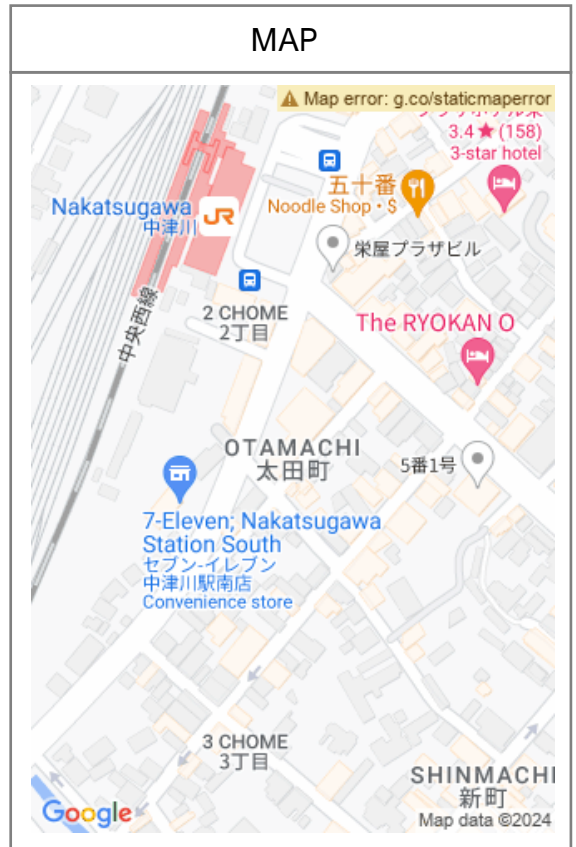 MAP
Map error: g.co/staticmaperror
3.4★ (158)
3-star hotel
五十番
Noodle Shop・$
Nakatsugawa
中津川
JR
栄屋プラザビル
2 CHOME
2丁目
中央西線
The RYOKAN O
OTAMACHI
太田町
5番1号
7-Eleven; Nakatsugawa
Station South
セブン-イレブン
中津川駅南店
Convenience store
3 CHOME
3丁目
SHINMACHI
新町
Google
Map data ©2024